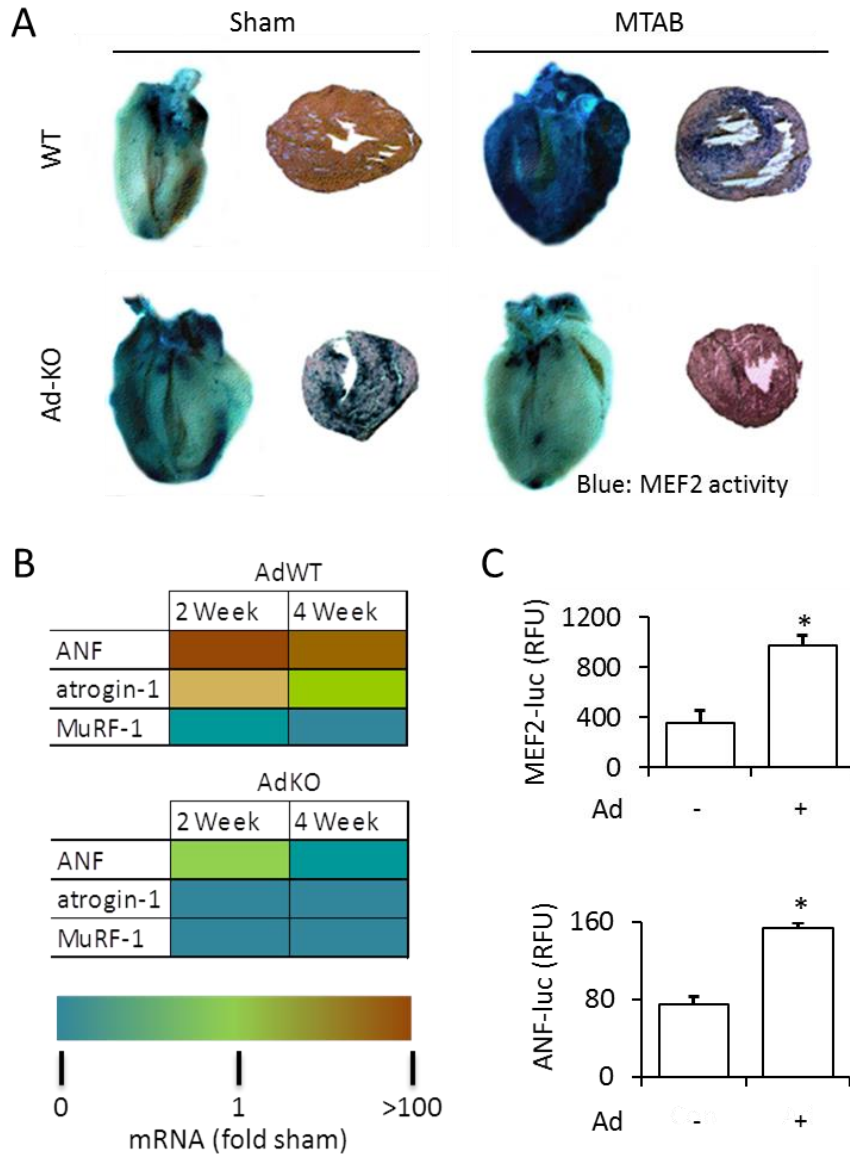 A
Sham MTAB
WT
Ad-KO
Blue: MEF2 activity
B
AdWT
2 Week 4 Week
ANF
atrogin-1
MuRF-1
AdKO
2 Week 4 Week
ANF
atrogin-1
MuRF-1
0 1 >100
mRNA (fold sham)
C
MEF2-luc (RFU)
1200
800
400
0
*
Ad - +
ANF-luc (RFU)
160
80
0
*
Ad - +